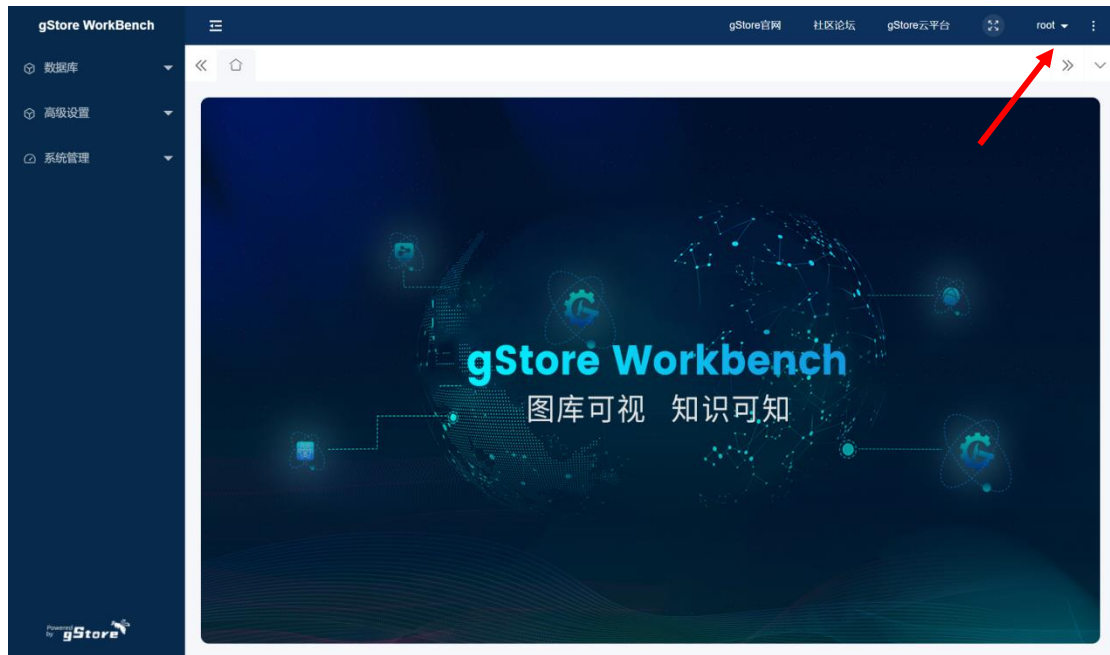 gStore WorkBench
gStore官网 社区论坛 gStore云平台 root
数据库
高级设置
系统管理
gStore Workbench
图库可视 知识可知
Powered
by gStore